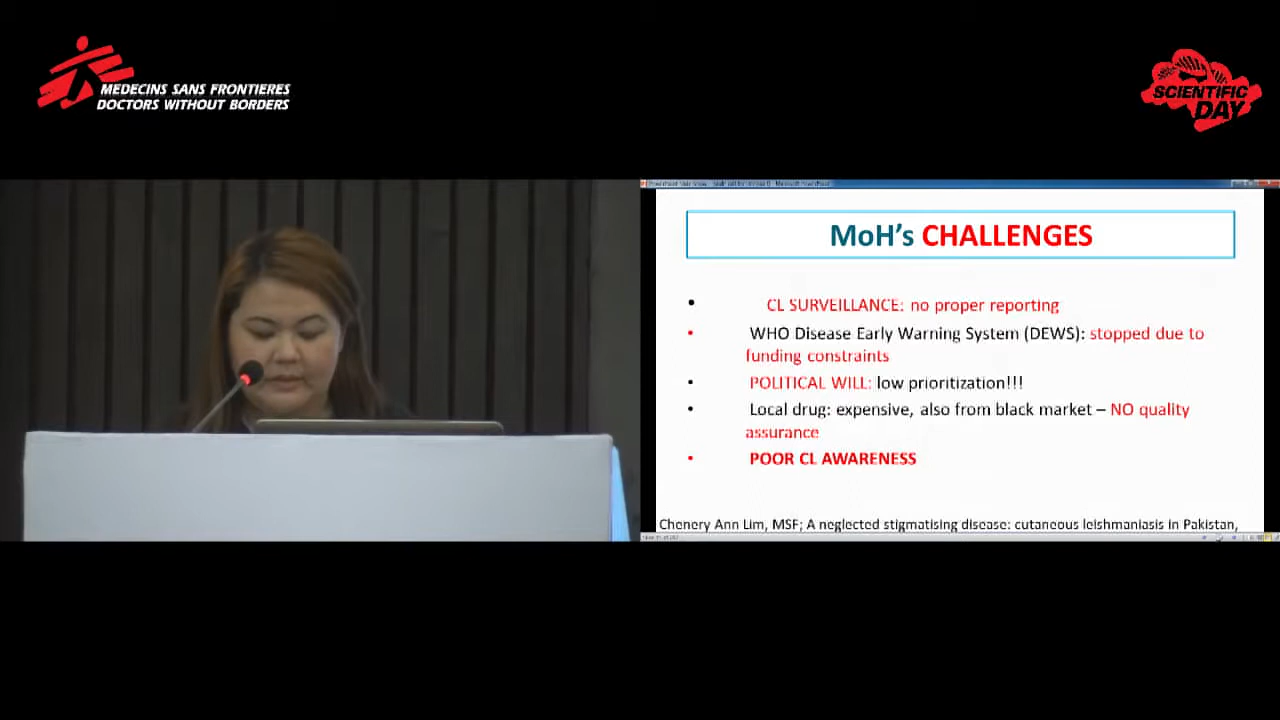 MEDECINS SANS FRONTIERES
DOCTORS WITHOUT BORDERS
SCIENTIFIC
DAY
MoH's CHALLENGES
• CL SURVEILLANCE: no proper reporting
• WHO Disease Early Warning System (DEWS): stopped due to
funding constraints
• POLITICAL WILL: low prioritization!!!
• Local drug: expensive, also from black market – NO quality
assurance
• POOR CL AWARENESS
Chenery Ann Lim, MSF; A neglected stigmatising disease: cutaneous leishmaniasis in Pakistan,